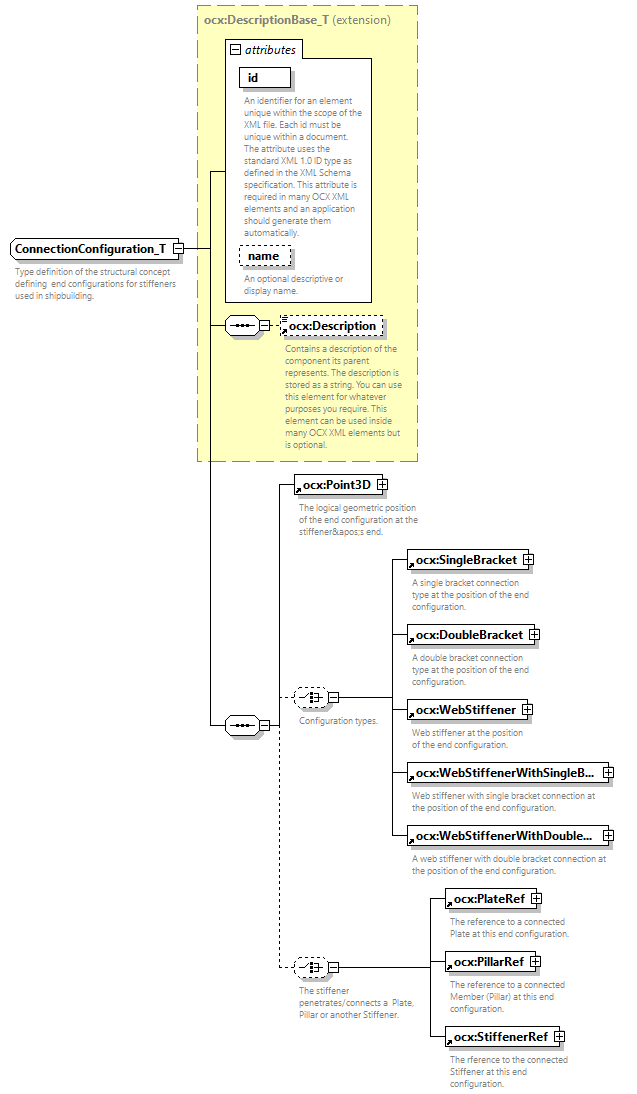 ocx:DescriptionBase_T (extension)
attributes
id
An identifier for an element
unique within the scope of the
XML file. Each id must be
unique within a document.
The attribute uses the
standard XML 1.0 ID type as
defined in the XML Schema
specification. This attribute is
required in many OCX XML
elements and an application
should generate them
automatically.
name
An optional descriptive or
display name.
ConnectionConfiguration_T
Type definition of the structural concept
defining end configurations for stiffeners
used in shipbuilding.
ocx:Description
Contains a description of the
component its parent
represents. The description is
stored as a string. You can use
this element for whatever
purposes you require. This
element can be used inside
many OCX XML elements but
is optional.
ocx:Point3D
The logical geometric position
of the end configuration at the
stiffener&apos;s end.
ocx:SingleBracket
A single bracket connection
type at the position of the end
configuration.
ocx:DoubleBracket
A double bracket connection
type at the position of the end
configuration.
Configuration types.
ocx:WebStiffener
Web stiffener at the position
of the end configuration.
ocx:WebStiffenerWithSingleB...
Web stiffener with single bracket connection at
the position of the end configuration.
ocx:WebStiffenerWithDouble...
A web stiffener with double bracket connection at
the position of the end configuration.
ocx:PlateRef
The reference to a connected
Plate at this end configuration.
ocx:PillarRef
The reference to a connected
Member (Pillar) at this end
configuration.
The stiffener
penetrates/connects a Plate,
Pillar or another Stiffener.
ocx:StiffenerRef
The rference to the connected
Stiffener at this end
configuration.